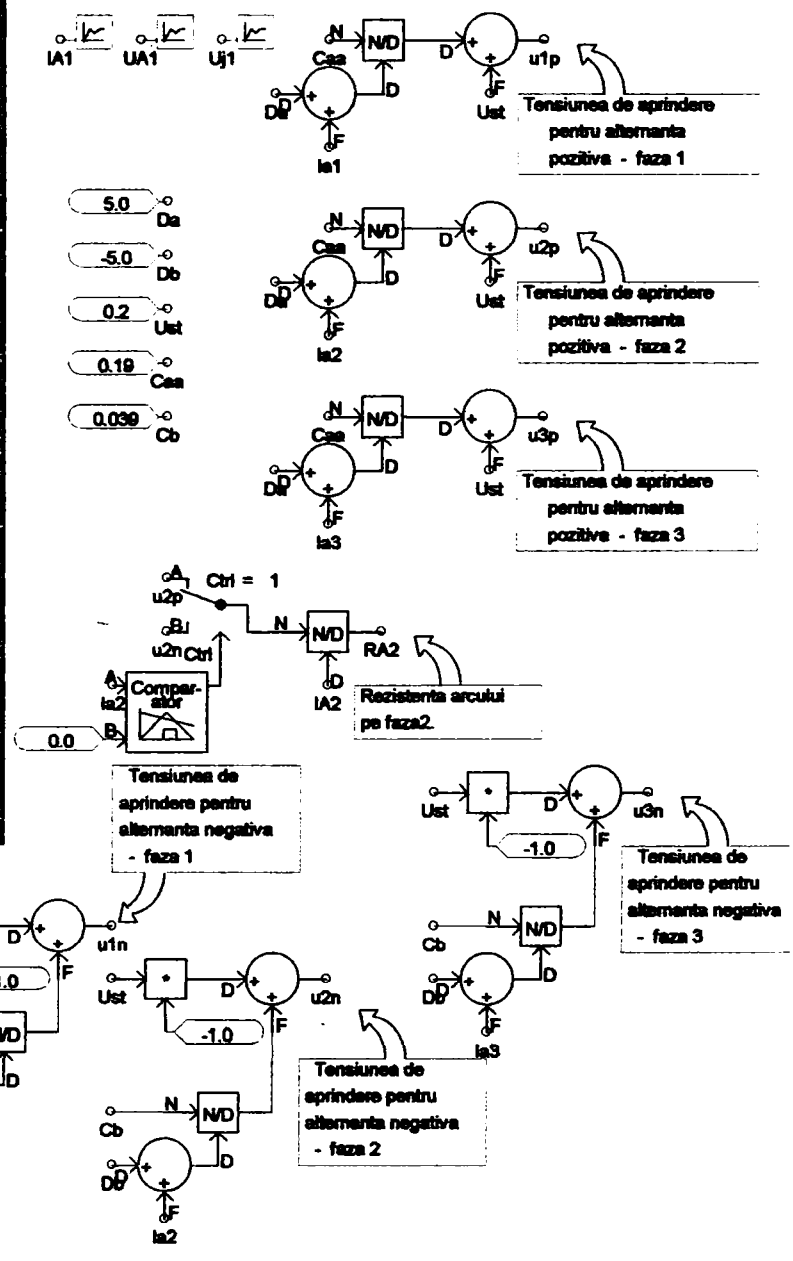 IA1 UA1 Uj1
N N/D D + + u1p
Caa
D F
Da D + + Ust
F
Ia1
Tensiunea de aprindere
pentru alternanta
pozitiva - faza 1
5.0 Da
-5.0 Db
0.2 Ust
0.19 Caa
0.039 Cb
N N/D D + + u2p
Caa
D F
Da D + + Ust
F
Ia2
Tensiunea de aprindere
pentru alternanta
pozitiva - faza 2
N N/D D + + u3p
Caa
D F
Da D + + Ust
F
Ia3
Tensiunea de aprindere
pentru alternanta
pozitiva - faza 3
A Ctrl = 1
u2p
B N N/D RA2
u2n Ctrl
D
IA2
A
Ia2
Compar-
ator
B
0.0
Rezistenta arcului
pe faza2.
Tensiunea de
aprindere pentru
alternanta negativa
- faza 1
D + + u1n
F
.0
/D
D
Ust * D + + u2n
-1.0 F
Cb N N/D
D
Db D + +
F
Ia2
Tensiunea de
aprindere pentru
alternanta negativa
- faza 2
Ust * D + + u3n
-1.0 F
Cb N N/D
D
Db D + +
F
Ia3
Tensiunea de
aprindere pentru
alternanta negativa
- faza 3